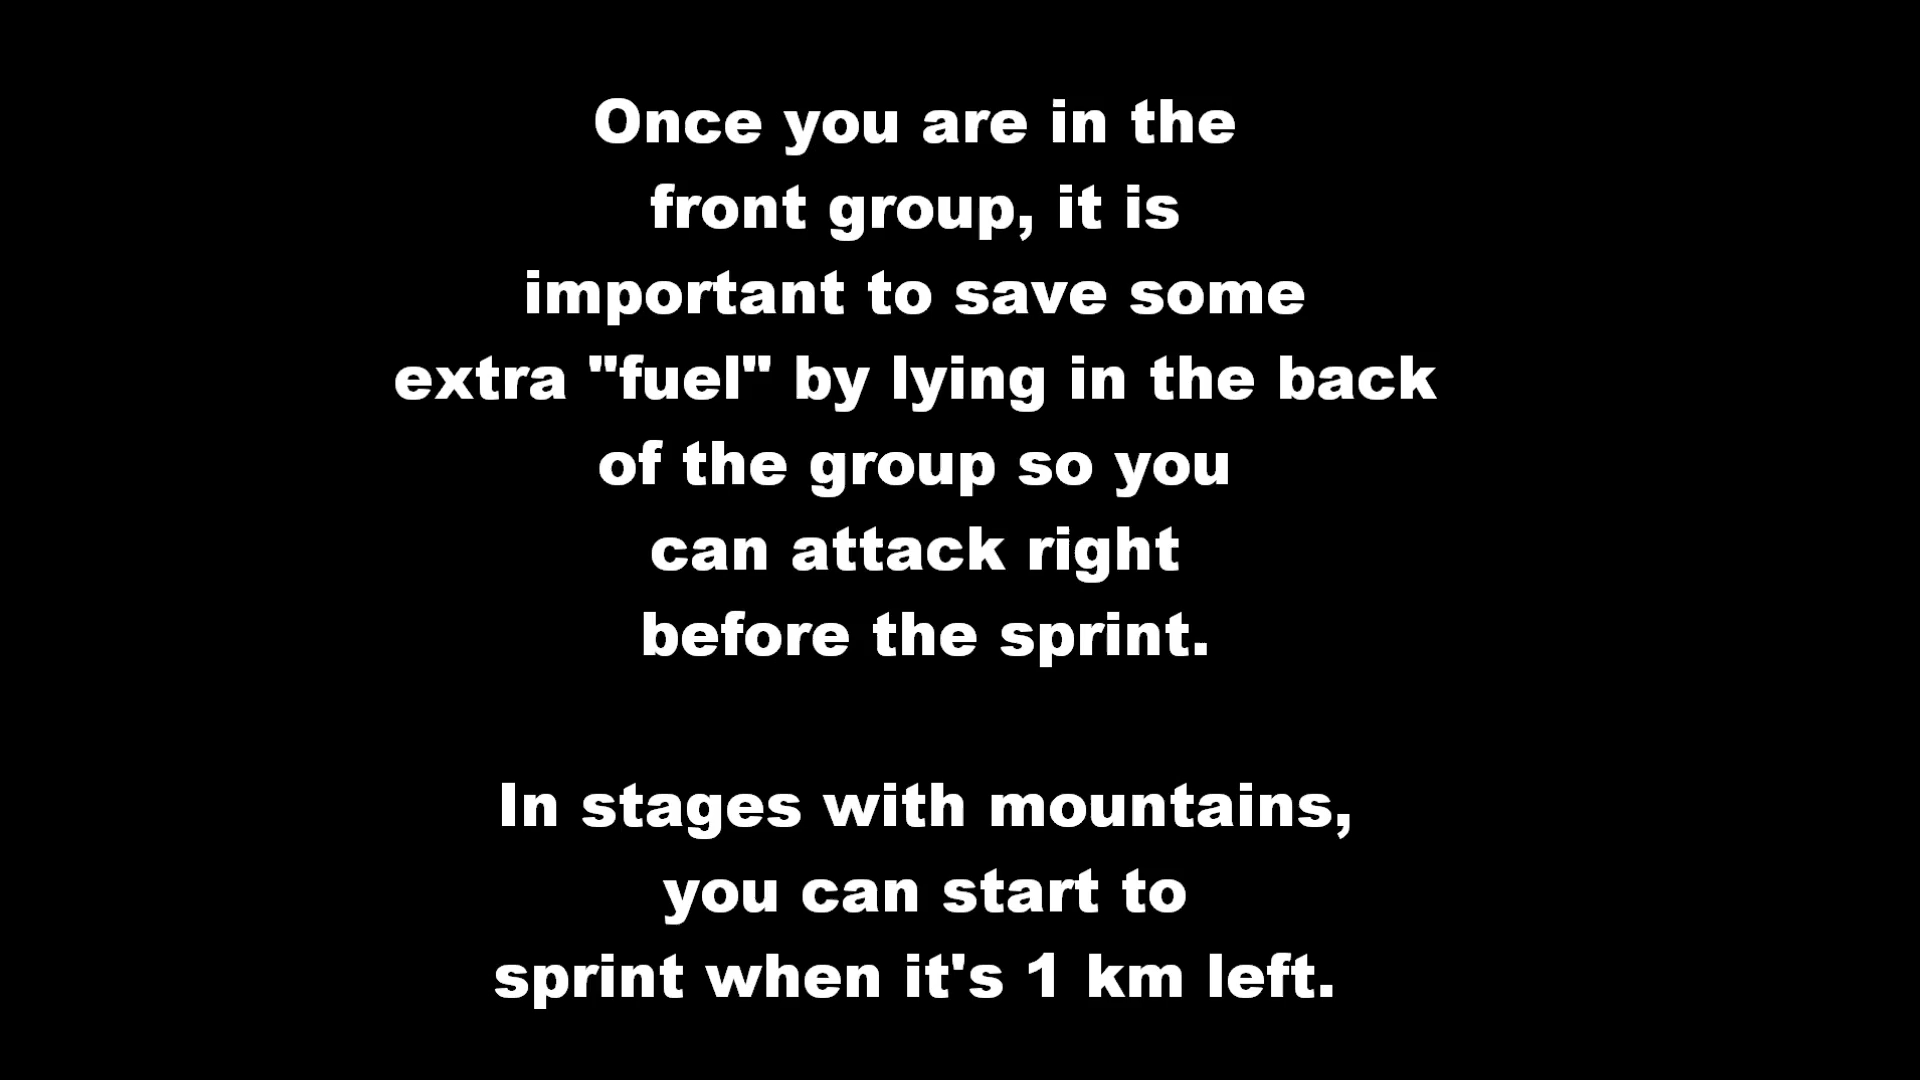 Once you are in the
front group, it is
important to save some
extra "fuel" by lying in the back
of the group so you
can attack right
before the sprint.
In stages with mountains,
you can start to
sprint when it's 1 km left.